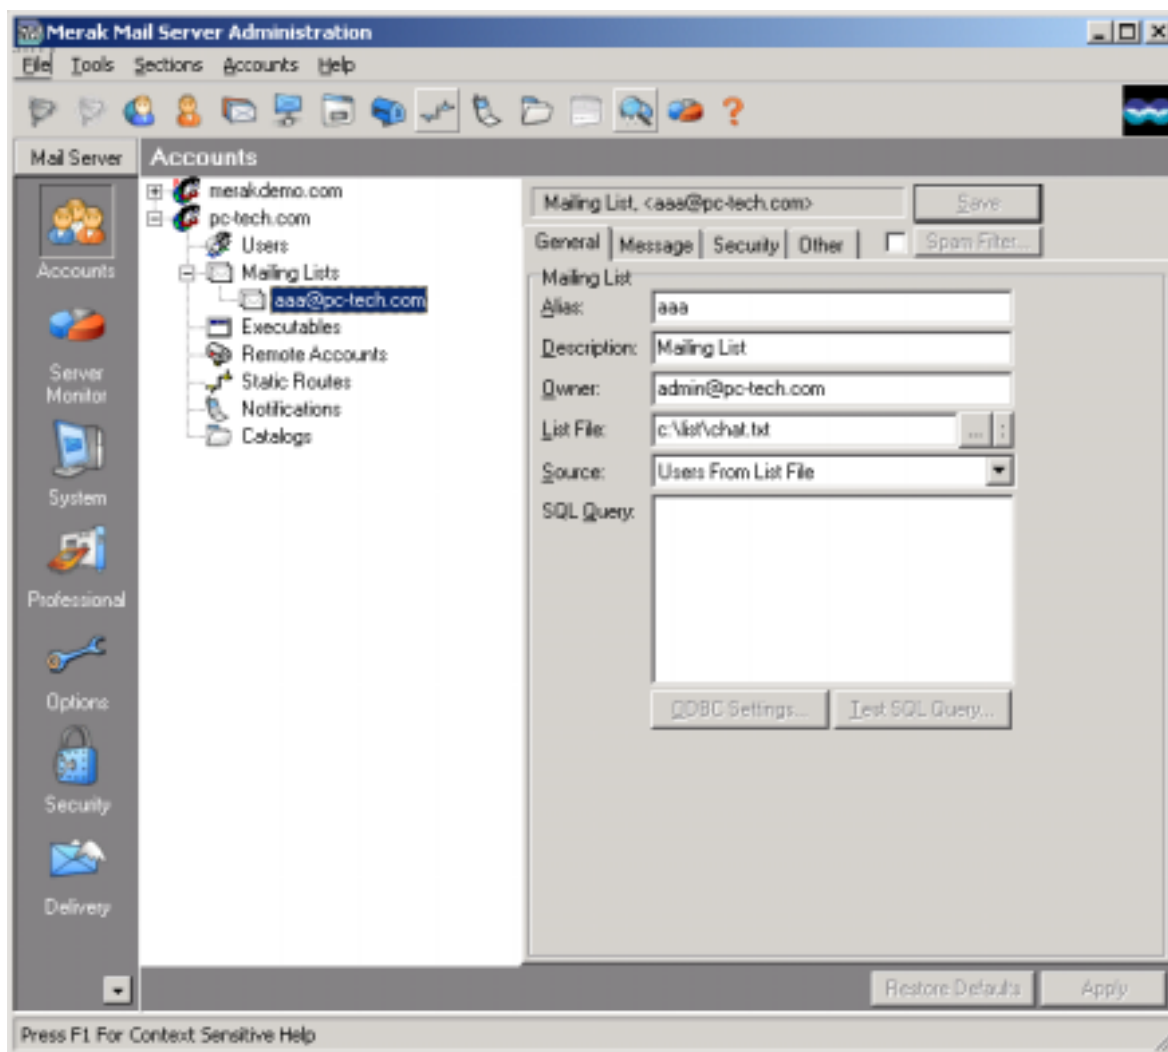 Merak Mail Server Administration
File Tools Sections Accounts Help
Mail Server
Accounts
Accounts
Server
Monitor
System
Professional
Options
Security
Delivery
merakdemo.com
pc-tech.com
Users
Mailing Lists
aaa@pc-tech.com
Executables
Remote Accounts
Static Routes
Notifications
Catalogs
Mailing List, <aaa@pc-tech.com>
Save
General Message Security Other
Spam Filter...
Mailing List
Alias: aaa
Description: Mailing List
Owner: admin@pc-tech.com
List File: c:\list\chat.txt ... :
Source: Users From List File
SQL Query:
ODBC Settings... Test SQL Query...
Restore Defaults Apply
Press F1 For Context Sensitive Help